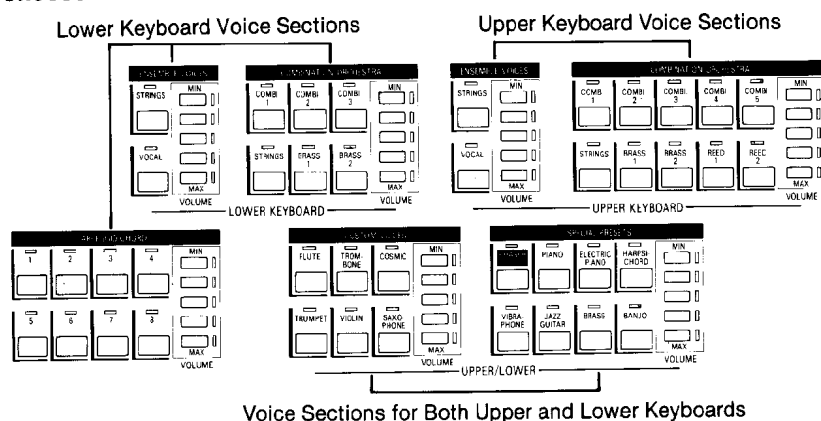 Lower Keyboard Voice Sections
Upper Keyboard Voice Sections
ENSEMBLE VOICES
COMBINATION ORCHESTRA
STRINGS
MIN
COMBI 1
COMBI 2
COMBI 3
MIN
VOCAL
MAX
STRINGS
BRASS 1
BRASS 2
MAX
VOLUME
VOLUME
LOWER KEYBOARD
ENSEMBLE VOICES
COMBINATION ORCHESTRA
STRINGS
MIN
COMB 1
COMBI 2
COMBI 3
COMBI 4
COMBI 5
MIN
VOCAL
MAX
STRINGS
BRASS 1
BRASS 2
REED 1
REED 2
MAX
VOLUME
VOLUME
UPPER KEYBOARD
ARPEGGIO CHORD
1
2
3
4
MIN
5
6
7
8
MAX
VOLUME
CUSTOM VOICES
FLUTE
TROM-
BONE
COSMIC
MIN
TRUMPET
VIOLIN
SAXO
PHONE
MAX
VOLUME
SPECIAL PRESETS
PIANO
ELECTRIC
PIANO
HARPSI-
CHORD
MIN
VIBRA-
PHONE
JAZZ
GUITAR
BRASS
BANJO
MAX
VOLUME
UPPER/LOWER
Voice Sections for Both Upper and Lower Keyboards